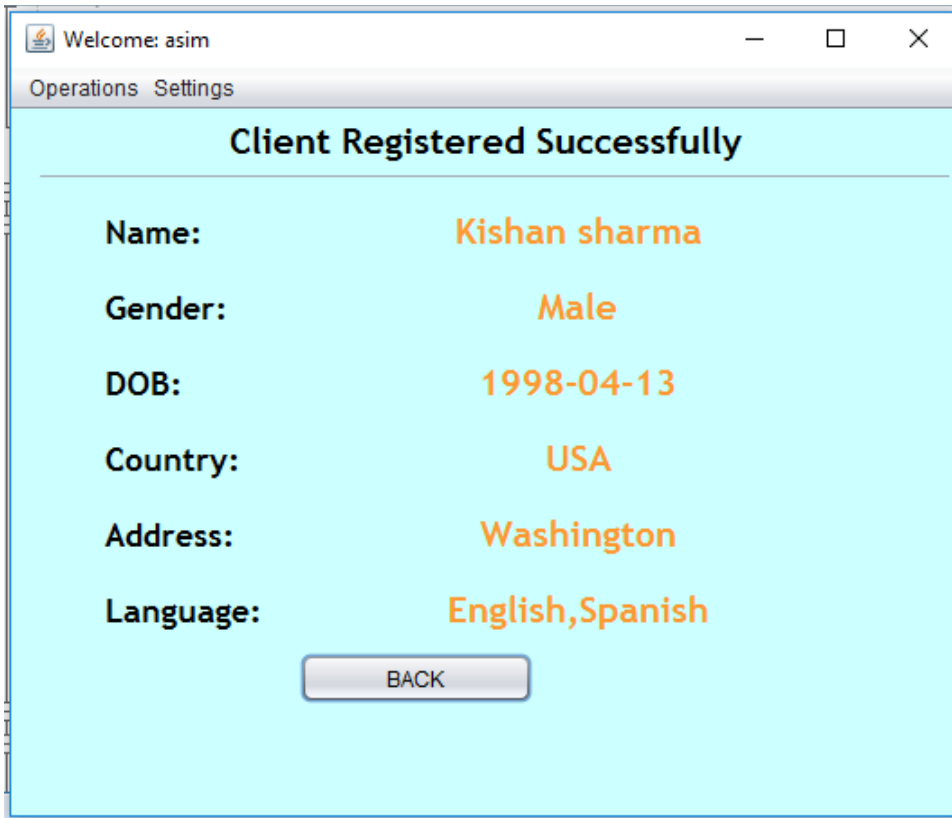 Welcome: asim
Operations Settings
Client Registered Successfully
Name: Kishan sharma
Gender: Male
DOB: 1998-04-13
Country: USA
Address: Washington
Language: English,Spanish
BACK